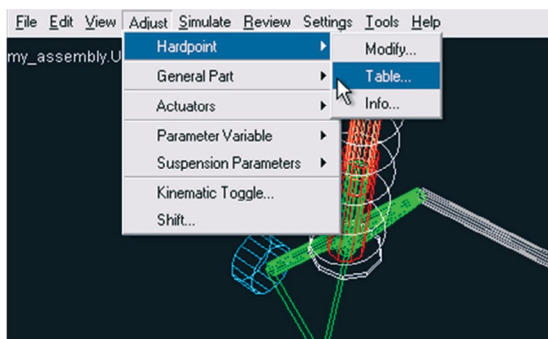 File Edit View Adjust Simulate Review Settings Tools Help
my_assembly.U
Hardpoint
General Part
Actuators
Parameter Variable
Suspension Parameters
Kinematic Toggle...
Shift...
Modify...
Table...
Info...